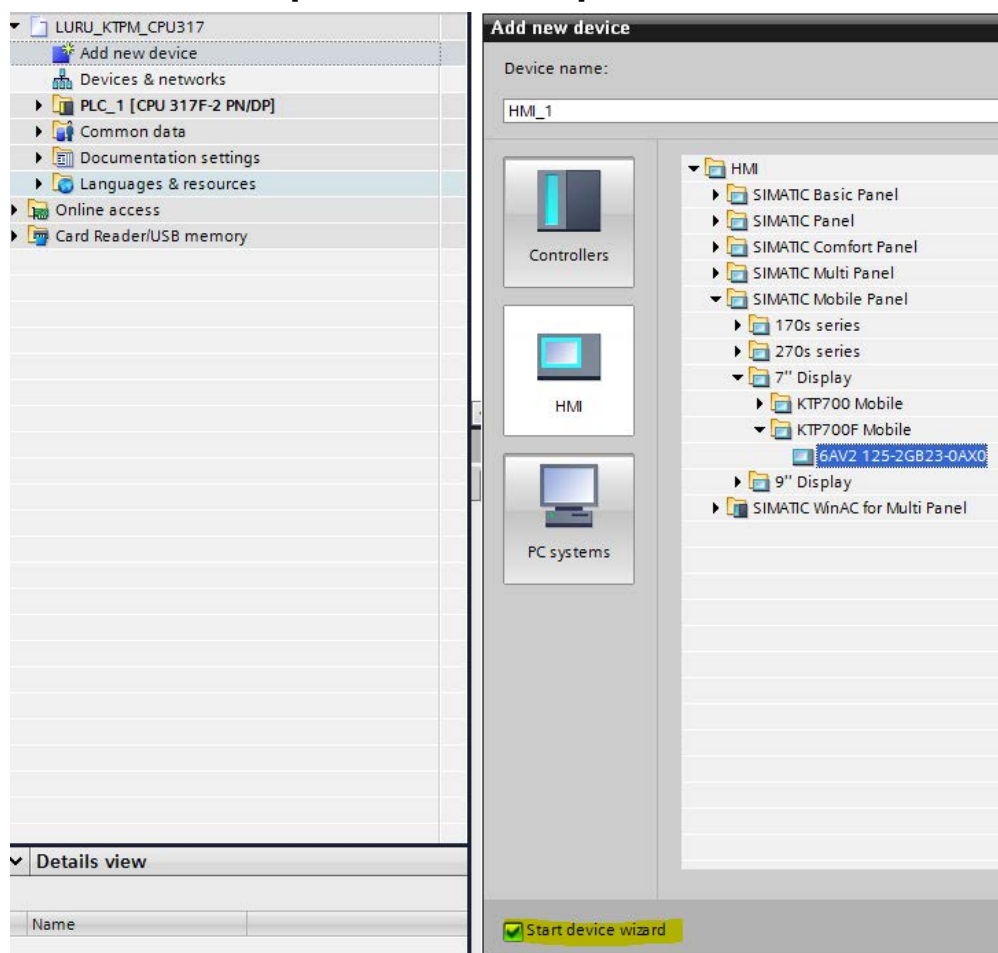 LURU_KTPM_CPU317
Add new device
Devices & networks
PLC_1 [CPU 317F-2 PN/DP]
Common data
Documentation settings
Languages & resources
Online access
Card Reader/USB memory
Details view
Name
Add new device
Device name:
HMI_1
Controllers
HMI
PC systems
HMI
SIMATIC Basic Panel
SIMATIC Panel
SIMATIC Comfort Panel
SIMATIC Multi Panel
SIMATIC Mobile Panel
170s series
270s series
7'' Display
KTP700 Mobile
KTP700F Mobile
6AV2 125-2GB23-0AX0
9'' Display
SIMATIC WinAC for Multi Panel
Start device wizard